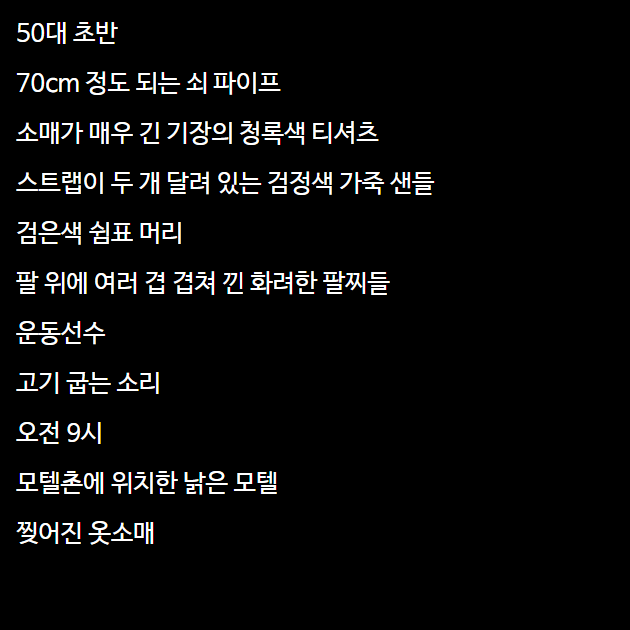 50대 초반
70cm 정도 되는 쇠 파이프
소매가 매우 긴 기장의 청록색 티셔츠
스트랩이 두 개 달려 있는 검정색 가죽 샌들
검은색 쉼표 머리
팔 위에 여러 겹 겹쳐 낀 화려한 팔찌들
운동선수
고기 굽는 소리
오전 9시
모텔촌에 위치한 낡은 모텔
찢어진 옷소매